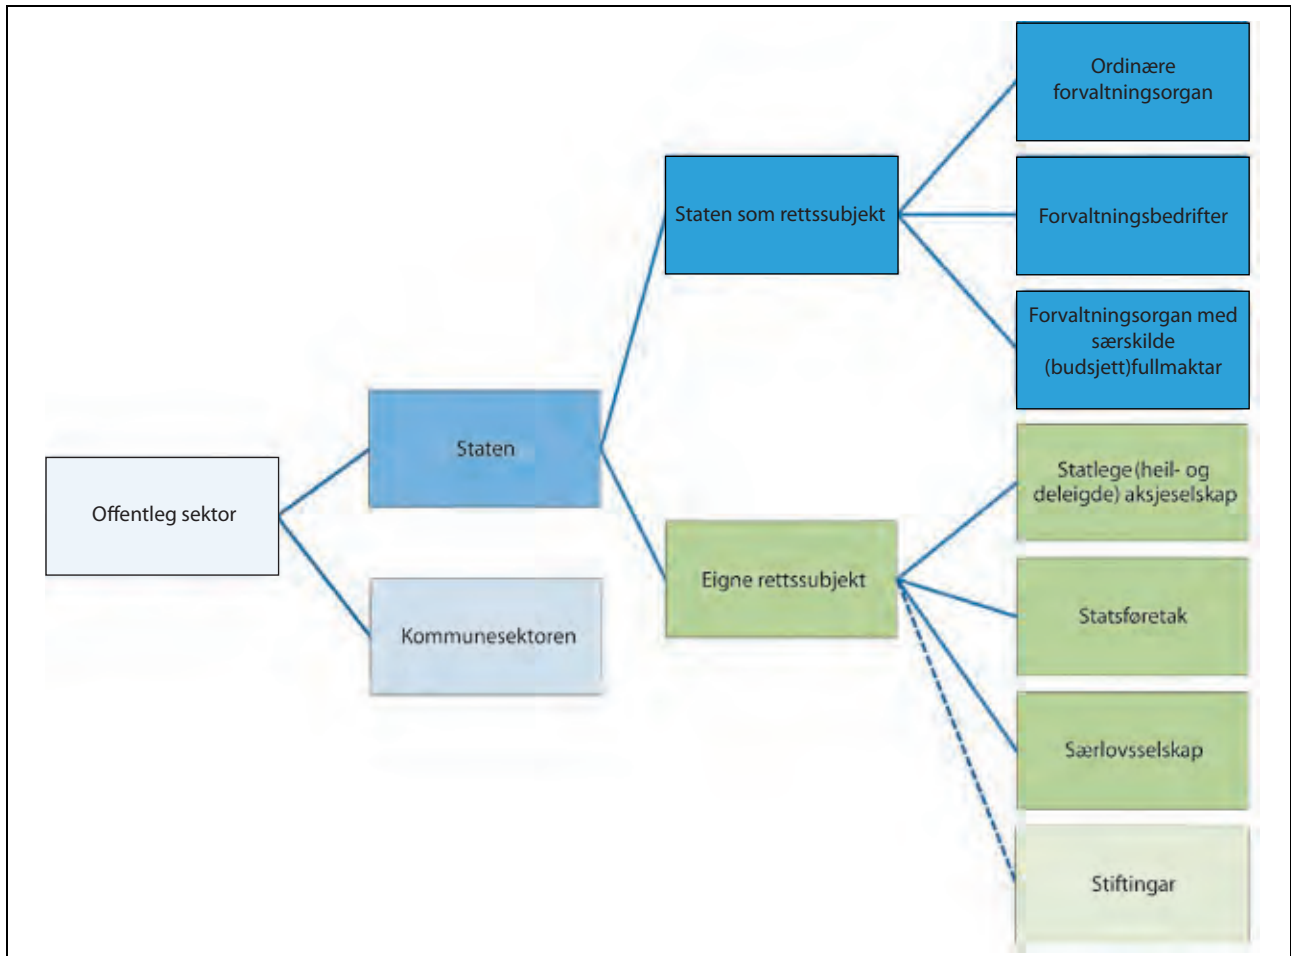 Offentleg sektor
Staten
Kommunesektoren
Staten som rettssubjekt
Eigne rettssubjekt
Ordinære
forvaltningsorgan
Forvaltningsbedrifter
Forvaltningsorgan med
særskilde
(budsjett)fullmaktar
Statlege (heil- og
deleigde) aksjeselskap
Statsføretak
Særlovsselskap
Stiftingar